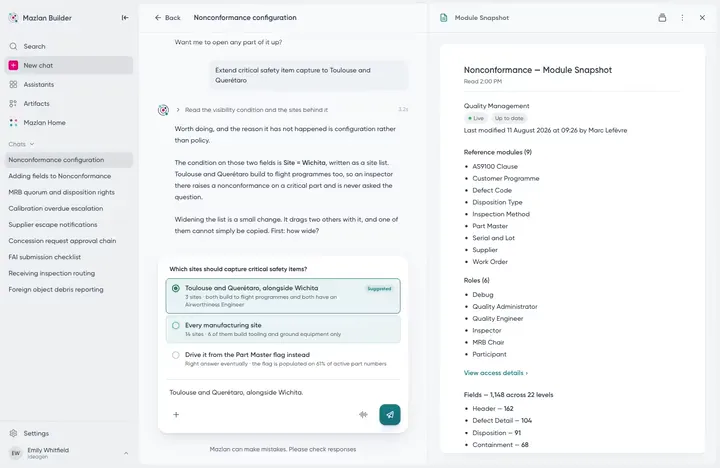 Mazlan Builder
Search
New chat
Assistants
Artifacts
Mazlan Home
Chats
Nonconformance configuration
Adding fields to Nonconformance
MRB quorum and disposition rights
Calibration overdue escalation
Supplier escape notifications
Concession request approval chain
FAI submission checklist
Receiving inspection routing
Foreign object debris reporting
Settings
EW
Emily Whitfield
Ideagen
Back
Nonconformance configuration
Want me to open any part of it up?
Extend critical safety item capture to Toulouse and
Querétaro
Read the visibility condition and the sites behind it
3.2s
Worth doing, and the reason it has not happened is configuration rather
than policy.
The condition on those two fields is Site = Wichita, written as a site list.
Toulouse and Querétaro build to flight programmes too, so an inspector
there raises a nonconformance on a critical part and is never asked the
question.
Widening the list is a small change. It drags two others with it, and one of
them cannot simply be copied. First: how wide?
Which sites should capture critical safety items?
Toulouse and Querétaro, alongside Wichita
Suggested
3 sites · both build to flight programmes and both have an
Airworthiness Engineer
Every manufacturing site
14 sites · 6 of them build tooling and ground equipment only
Drive it from the Part Master flag instead
Right answer eventually · the flag is populated on 61% of active part numbers
Toulouse and Querétaro, alongside Wichita.
Mazlan can make mistakes. Please check responses
Module Snapshot
Nonconformance — Module Snapshot
Read 2:00 PM
Quality Management
Live
Up to date
Last modified 11 August 2026 at 09:26 by Marc Lefèvre
Reference modules (9)
AS9100 Clause
Customer Programme
Defect Code
Disposition Type
Inspection Method
Part Master
Serial and Lot
Supplier
Work Order
Roles (6)
Debug
Quality Administrator
Quality Engineer
Inspector
MRB Chair
Participant
View access details ›
Fields — 1,148 across 22 levels
Header — 162
Defect Detail — 104
Disposition — 91
Containment — 68